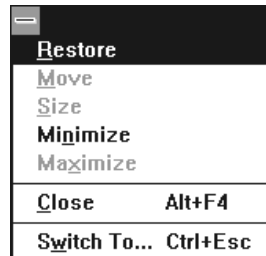 Restore
Move
Size
Minimize
Maximize
Close Alt+F4
Switch To... Ctrl+Esc